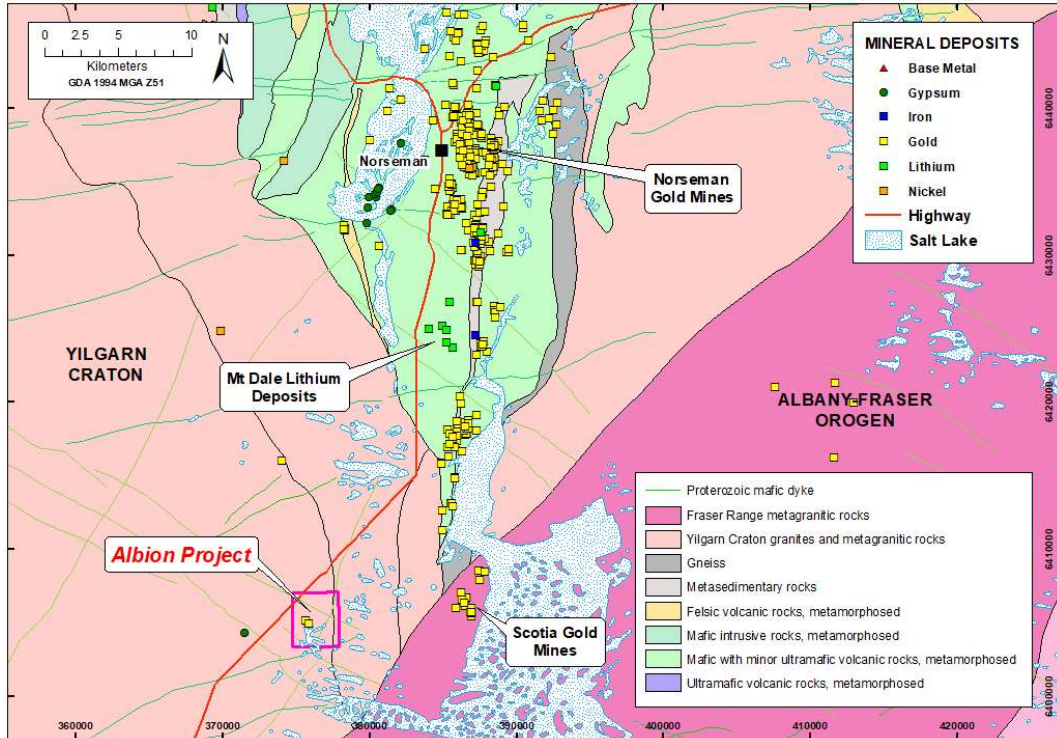 0 2.5 5 10
Kilometers
GDA 1994 MGA Z51
N
MINERAL DEPOSITS
Base Metal
Gypsum
Iron
Gold
Lithium
Nickel
Highway
Salt Lake
6440000
Norseman
Norseman
Gold Mines
6430000
YILGARN
CRATON
Mt Dale Lithium
Deposits
6420000
ALBANY-FRASER
OROGEN
Proterozoic mafic dyke
Fraser Range metagranitic rocks
Yilgarn Craton granites and metagranitic rocks
Gneiss
Metasedimentary rocks
Felsic volcanic rocks, metamorphosed
Mafic intrusive rocks, metamorphosed
Mafic with minor ultramafic volcanic rocks, metamorphosed
Ultramafic volcanic rocks, metamorphosed
6410000
Albion Project
Scotia Gold
Mines
6400000
360000 370000 380000 390000 400000 410000 420000